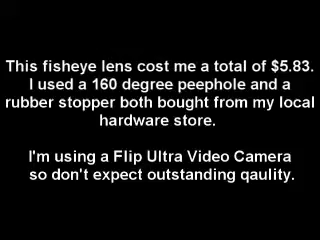 This fisheye lens cost me a total of $5.83.
I used a 160 degree peephole and a
rubber stopper both bought from my local
hardware store.
I'm using a Flip Ultra Video Camera
so don't expect outstanding qaulity.